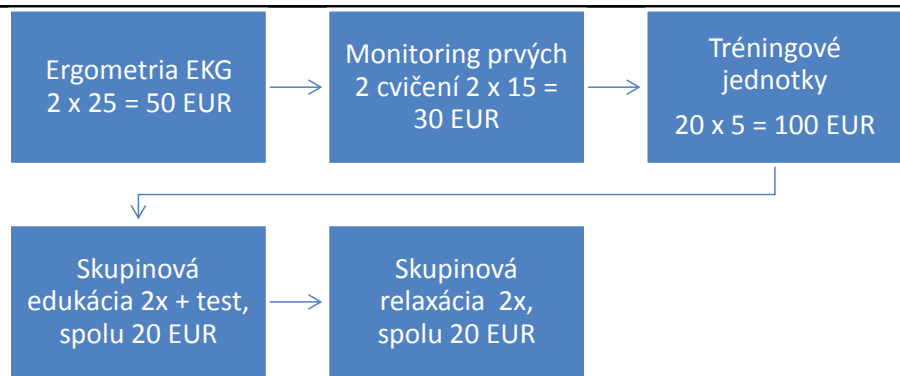 Ergometria EKG
2 x 25 = 50 EUR
Monitoring prvých
2 cvičení 2 x 15 =
30 EUR
Tréningové
jednotky
20 x 5 = 100 EUR
Skupinová
edukácia 2x + test,
spolu 20 EUR
Skupinová
relaxácia 2x,
spolu 20 EUR